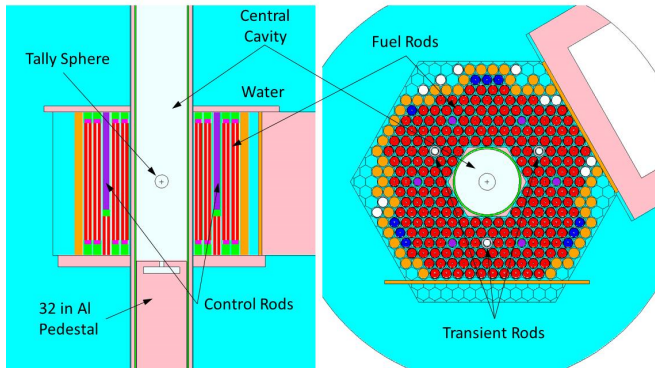 Central
Cavity
Tally Sphere
Fuel Rods
Water
32 in Al
Pedestal
Control Rods
Transient Rods